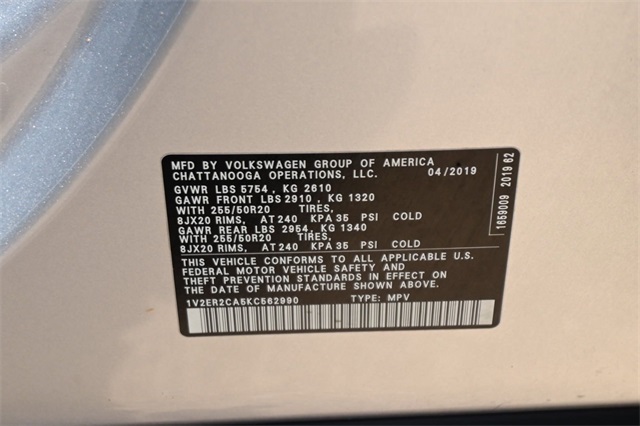 MFD BY VOLKSWAGEN GROUP OF AMERICA
CHATTANOOGA OPERATIONS, LLC. 04/2019
GVWR LBS 5754 , KG 2610
GAWR FRONT LBS 2910 , KG 1320
WITH 255/50R20 TIRES,
8JX20 RIMS, AT 240 KPA 35 PSI COLD
GAWR REAR LBS 2954, KG 1340
WITH 255/50R20 TIRES,
8JX20 RIMS, AT 240 KPA 35 PSI COLD
THIS VEHICLE CONFORMS TO ALL APPLICABLE U.S.
FEDERAL MOTOR VEHICLE SAFETY AND
THEFT PREVENTION STANDARDS IN EFFECT ON
DATE OF MANUFACTURE SHOWN ABOVE.
1V2ER2CA5KC562990 TYPE: MPV
1659009 2019 62